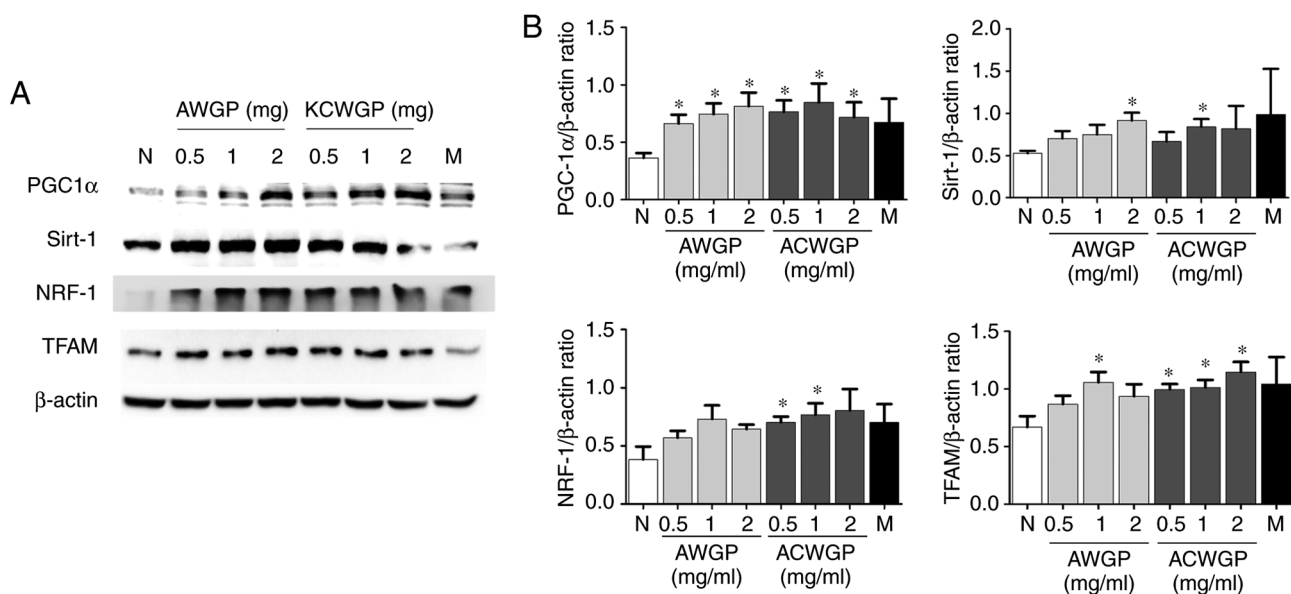 A
AWGP (mg) KCWGP (mg)
N 0.5 1 2 0.5 1 2 M
PGC1α
Sirt-1
NRF-1
TFAM
β-actin
B
PGC-1α/β-actin ratio
1.5
1.0
0.5
0.0
* * * * * *
N 0.5 1 2 0.5 1 2 M
AWGP ACWGP
(mg/ml) (mg/ml)
Sirt-1/β-actin ratio
2.0
1.5
1.0
0.5
0.0
* *
N 0.5 1 2 0.5 1 2 M
AWGP ACWGP
(mg/ml) (mg/ml)
NRF-1/β-actin ratio
1.5
1.0
0.5
0.0
* *
N 0.5 1 2 0.5 1 2 M
AWGP ACWGP
(mg/ml) (mg/ml)
TFAM/β-actin ratio
1.5
1.0
0.5
0.0
* * * *
N 0.5 1 2 0.5 1 2 M
AWGP ACWGP
(mg/ml) (mg/ml)